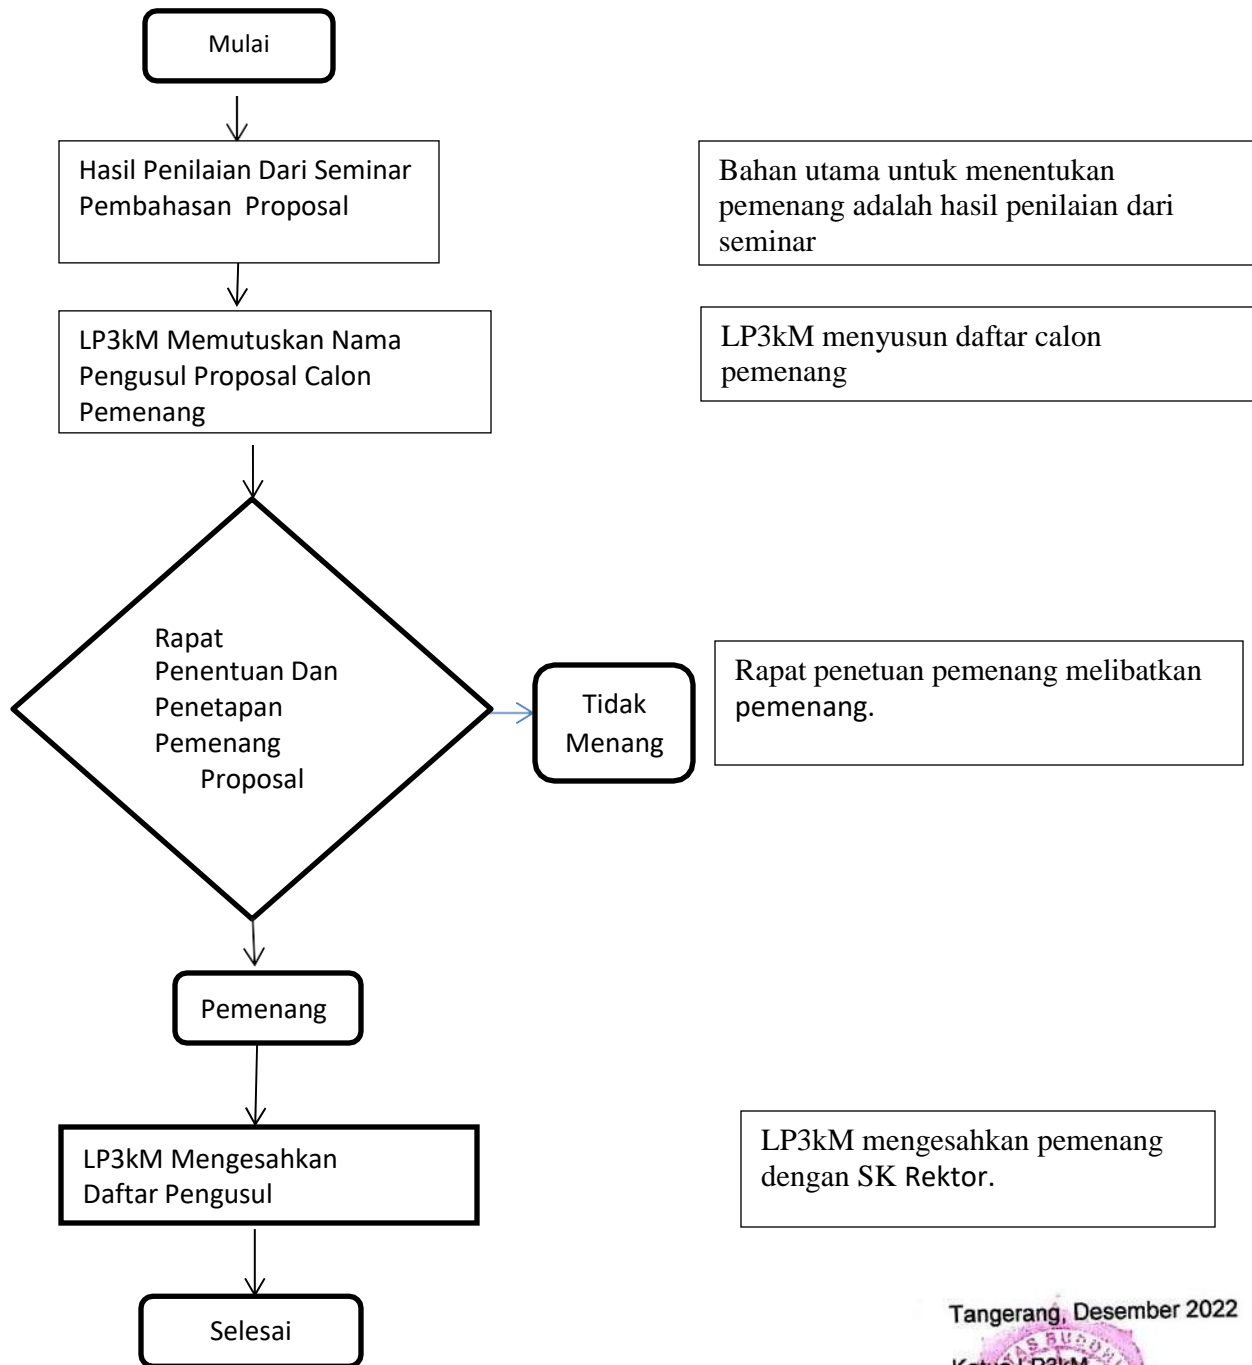 Mulai
Hasil Penilaian Dari Seminar
Pembahasan Proposal
Bahan utama untuk menentukan
pemenang adalah hasil penilaian dari
seminar
LP3kM Memutuskan Nama
Pengusul Proposal Calon
Pemenang
LP3kM menyusun daftar calon
pemenang
Rapat
Penentuan Dan
Penetapan
Pemenang
Proposal
Tidak
Menang
Rapat penetuan pemenang melibatkan
pemenang.
Pemenang
LP3kM Mengesahkan
Daftar Pengusul
LP3kM mengesahkan pemenang
dengan SK Rektor.
Selesai
Tangerang, Desember 2022
Ketua LP3kM